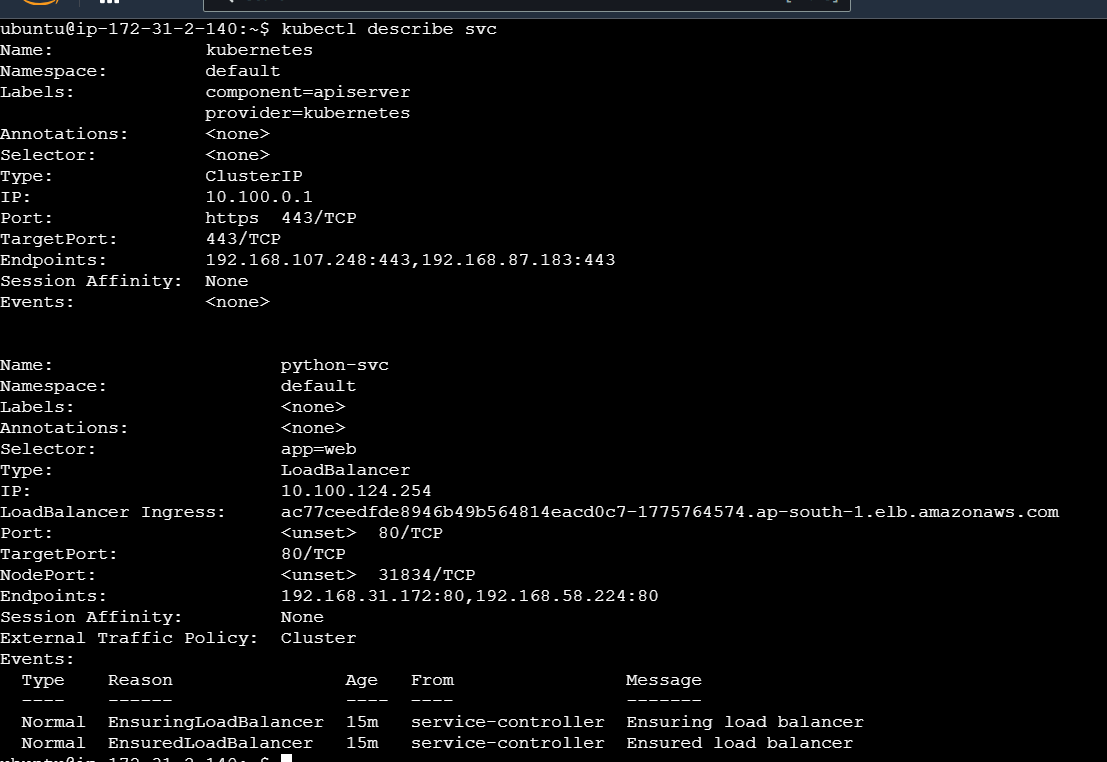 ubuntu@ip-172-31-2-140:~$ kubectl describe svc
Name:              kubernetes
Namespace:         default
Labels:            component=apiserver
                   provider=kubernetes
Annotations:       <none>
Selector:          <none>
Type:              ClusterIP
IP:                10.100.0.1
Port:              https  443/TCP
TargetPort:        443/TCP
Endpoints:         192.168.107.248:443,192.168.87.183:443
Session Affinity:  None
Events:            <none>


Name:                     python-svc
Namespace:                default
Labels:                   <none>
Annotations:              <none>
Selector:                 app=web
Type:                     LoadBalancer
IP:                       10.100.124.254
LoadBalancer Ingress:     ac77ceedfde8946b49b564814eacd0c7-1775764574.ap-south-1.elb.amazonaws.com
Port:                     <unset>  80/TCP
TargetPort:               80/TCP
NodePort:                 <unset>  31834/TCP
Endpoints:                192.168.31.172:80,192.168.58.224:80
Session Affinity:         None
External Traffic Policy:  Cluster
Events:
  Type    Reason                Age   From                Message
  ----    ------                ----  ----                -------
  Normal  EnsuringLoadBalancer  15m   service-controller  Ensuring load balancer
  Normal  EnsuredLoadBalancer   15m   service-controller  Ensured load balancer
ubuntu@ip-172-31-2-140:~$